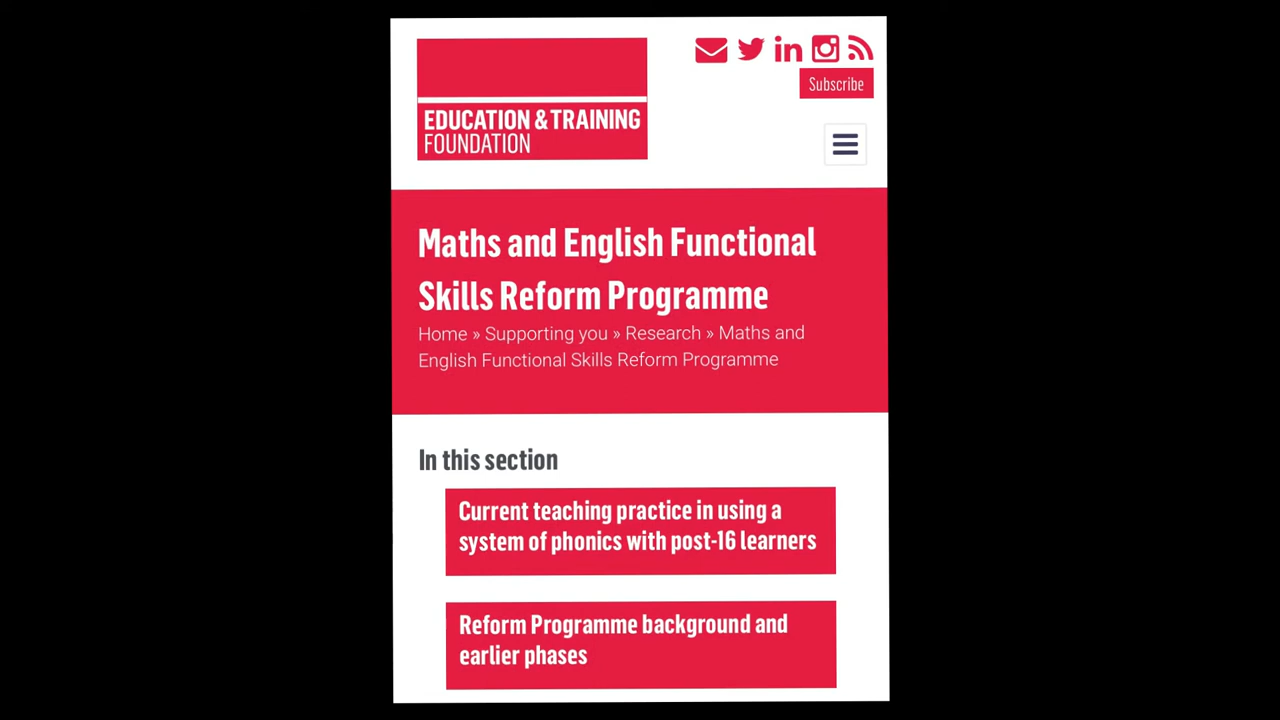 EDUCATION & TRAINING
FOUNDATION
Subscribe
Maths and English Functional
Skills Reform Programme
Home » Supporting you » Research » Maths and
English Functional Skills Reform Programme
In this section
Current teaching practice in using a
system of phonics with post-16 learners
Reform Programme background and
earlier phases